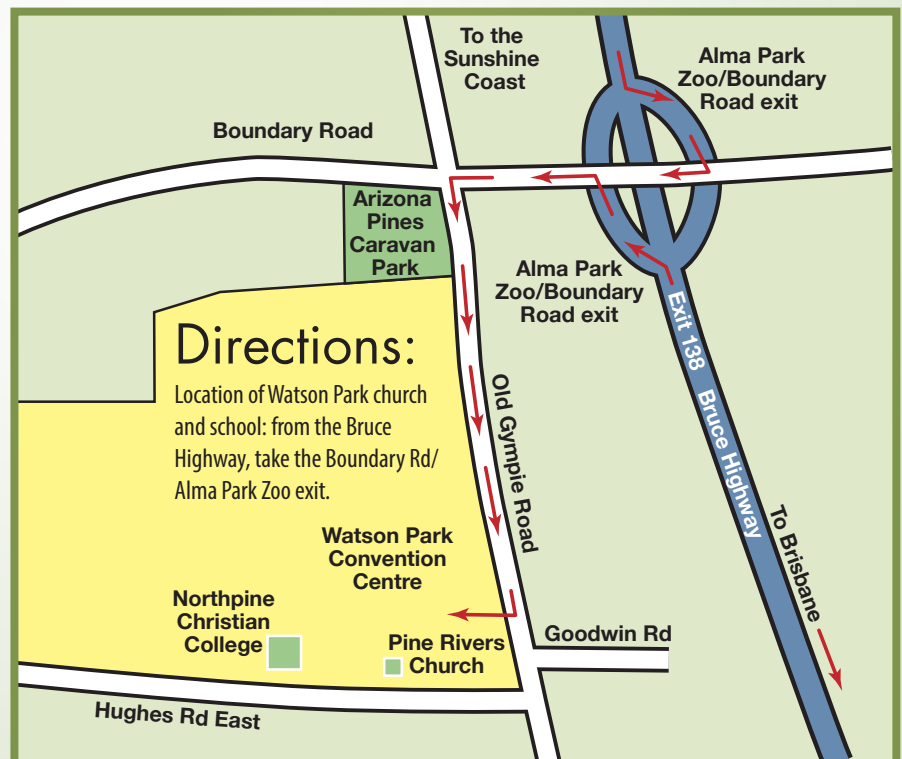 To the
Sunshine
Coast
Alma Park
Zoo/Boundary
Road exit
Boundary Road
Arizona
Pines
Caravan
Park
Alma Park
Zoo/Boundary
Road exit
Exit 138 Bruce Highway
Directions:
Location of Watson Park church
and school: from the Bruce
Highway, take the Boundary Rd/
Alma Park Zoo exit.
Old Gympie Road
To Brisbane
Watson Park
Convention
Centre
Northpine
Christian
College
Pine Rivers
Church
Goodwin Rd
Hughes Rd East